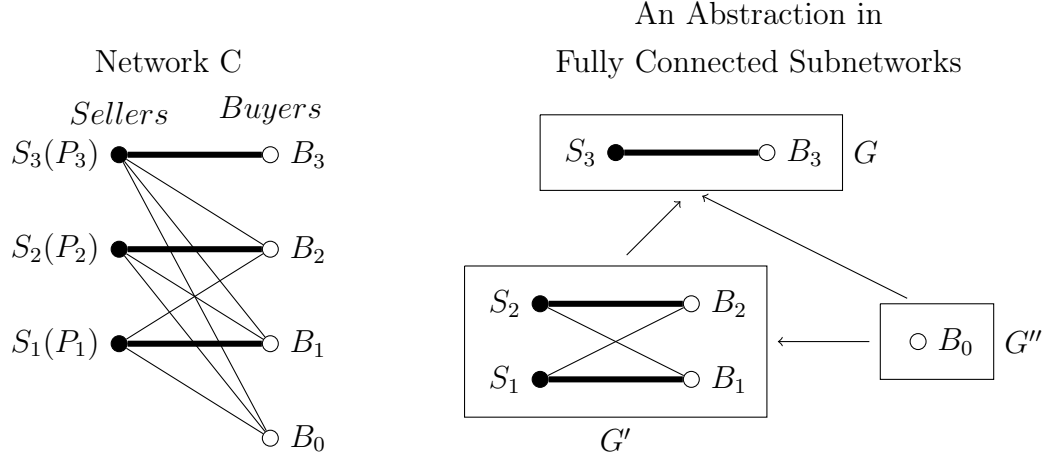 Network C
Sellers
Buyers
S₃(P₃)
B₃
S₂(P₂)
B₂
S₁(P₁)
B₁
B₀
An Abstraction in
Fully Connected Subnetworks
S₃
B₃
G
S₂
B₂
S₁
B₁
G′
B₀
G″